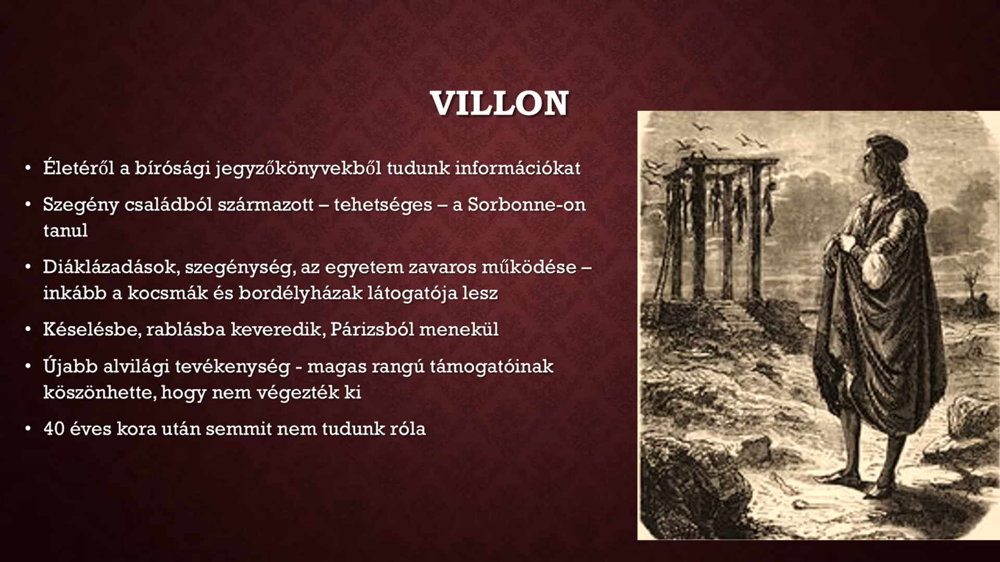 VILLON
• Életéről a bírósági jegyzőkönyvekből tudunk információkat
• Szegény családból származott – tehetséges – a Sorbonne-on
tanul
• Diáklázadások, szegénység, az egyetem zavaros működése –
inkább a kocsmák és bordélyházak látogatója lesz
• Késelésbe, rablásba keveredik, Párizsból menekül
• Újabb alvilági tevékenység - magas rangú támogatóinak
köszönhette, hogy nem végezték ki
• 40 éves kora után semmit nem tudunk róla